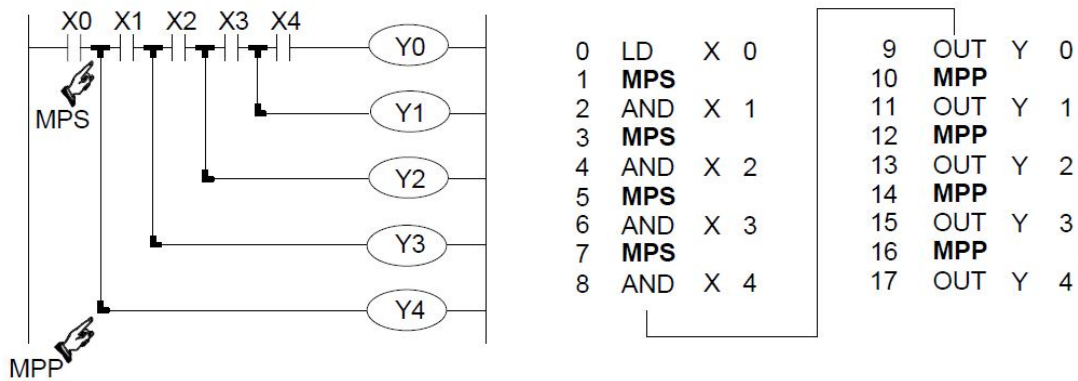 X0 X1 X2 X3 X4
Y0
MPS
Y1
Y2
Y3
Y4
MPP
0 LD X 0
1 MPS
2 AND X 1
3 MPS
4 AND X 2
5 MPS
6 AND X 3
7 MPS
8 AND X 4
9 OUT Y 0
10 MPP
11 OUT Y 1
12 MPP
13 OUT Y 2
14 MPP
15 OUT Y 3
16 MPP
17 OUT Y 4